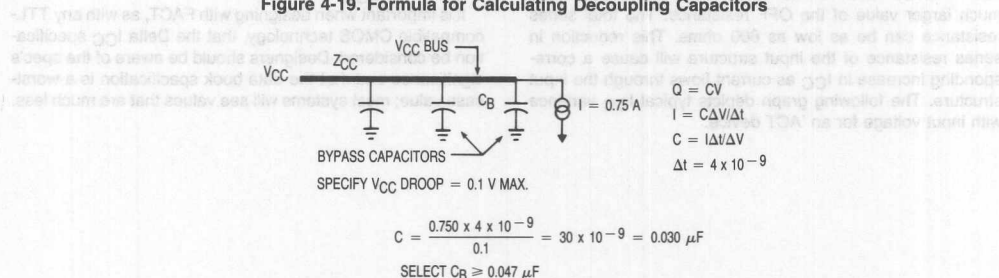 Figure 4-19. Formula for Calculating Decoupling Capacitors
VCC BUS
VCC
ZCC
CB
I = 0.75 A
Q = CV
I = CΔV/Δt
C = IΔt/ΔV
Δt = 4 x 10−9
BYPASS CAPACITORS
SPECIFY VCC DROOP = 0.1 V MAX.
C = 0.750 x 4 x 10−9 / 0.1 = 30 x 10−9 = 0.030 μF
SELECT CB ≥ 0.047 μF